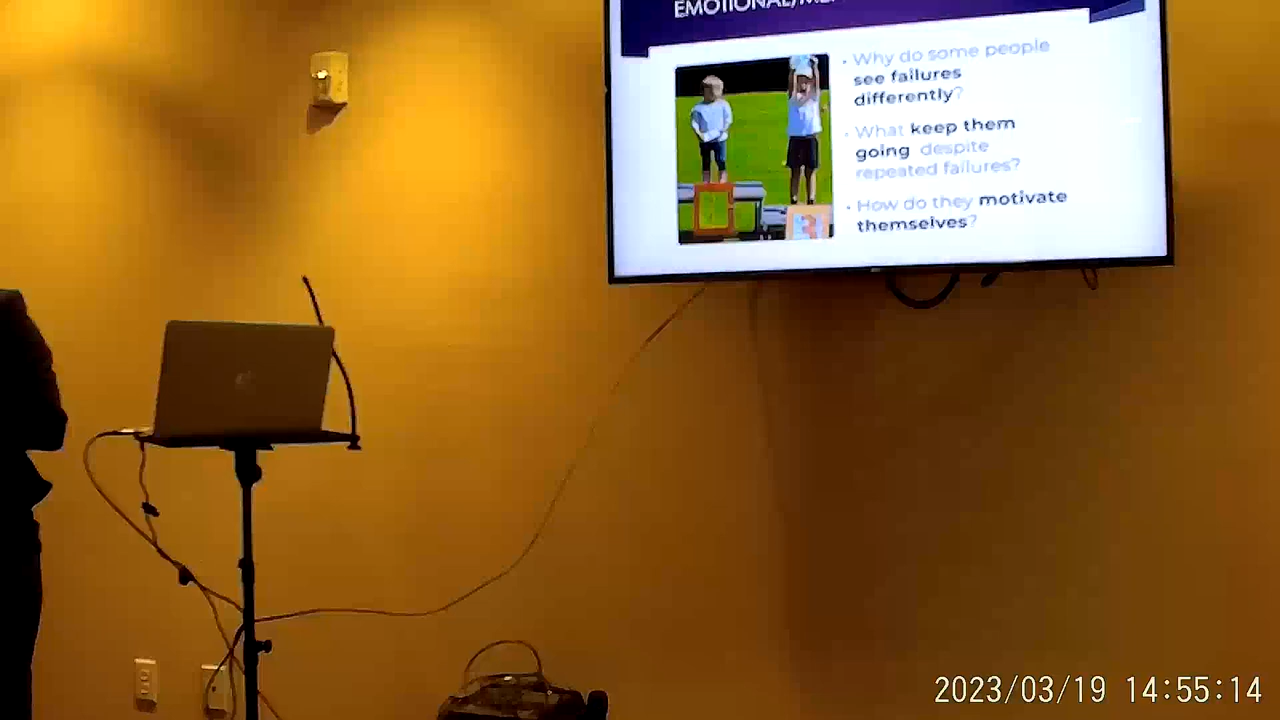 EMOTIONAL/
• Why do some people
see failures
differently?
• What keep them
going despite
repeated failures?
• How do they motivate
themselves?
2023/03/19 14:55:14